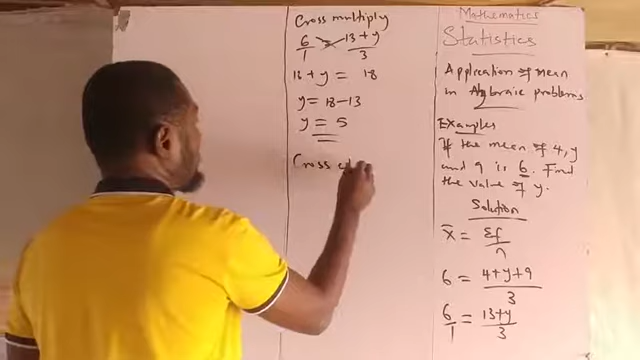 Mathematics
Statistics
Application of mean
in Algbraic problems
Examples
If the mean of 4, y
and 9 is 6. Find
the value of y.
Solution
x̄ = Σf/n
6 = 4+y+9/3
6/1 = 13+y/3
Cross multiply
6/1 = 13+y/3
13+y = 18
y = 18-13
y = 5
Cross